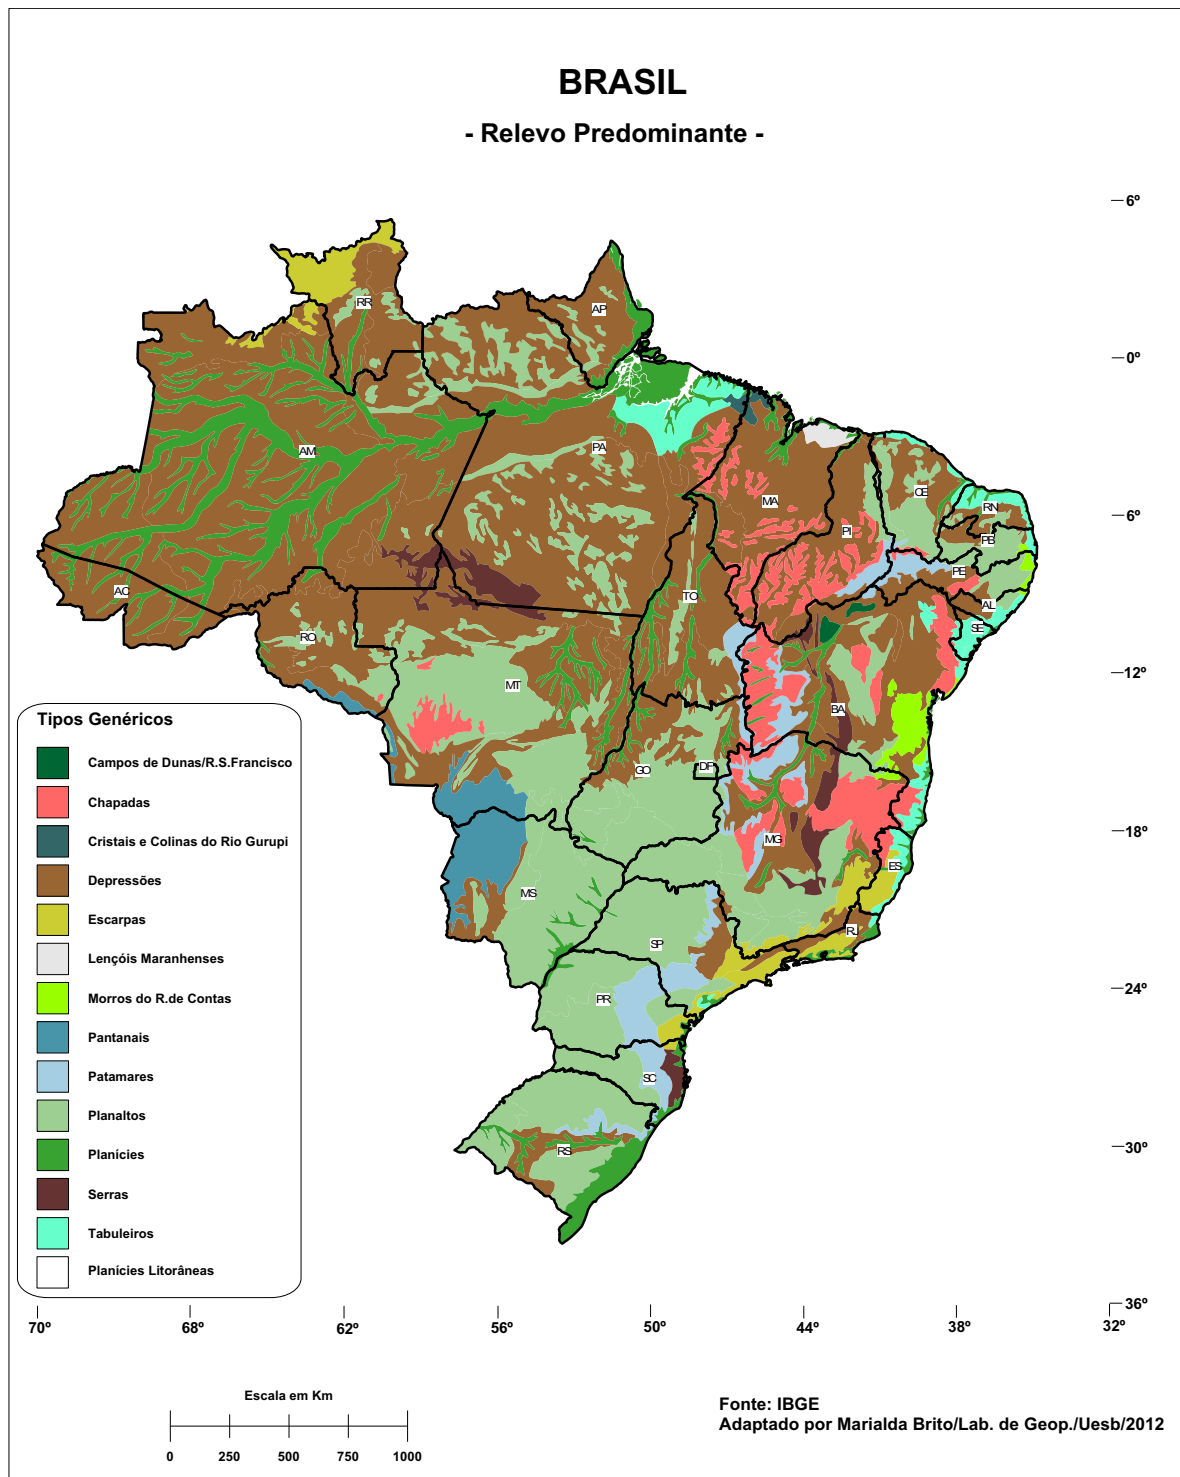 BRASIL
- Relevo Predominante -
6º
0º
6º
12º
18º
24º
30º
36º
RR
AP
AM
PA
MA
CE
RN
PB
PI
PE
AL
SE
AC
RO
TO
MT
BA
GO
DF
MG
ES
MS
SP
RJ
PR
SC
RS
Tipos Genéricos
Campos de Dunas/R.S.Francisco
Chapadas
Cristais e Colinas do Rio Gurupi
Depressões
Escarpas
Lençóis Maranhenses
Morros do R.de Contas
Pantanais
Patamares
Planaltos
Planícies
Serras
Tabuleiros
Planícies Litorâneas
70º
68º
62º
56º
50º
44º
38º
32º
Escala em Km
0 250 500 750 1000
Fonte: IBGE
Adaptado por Marialda Brito/Lab. de Geop./Uesb/2012